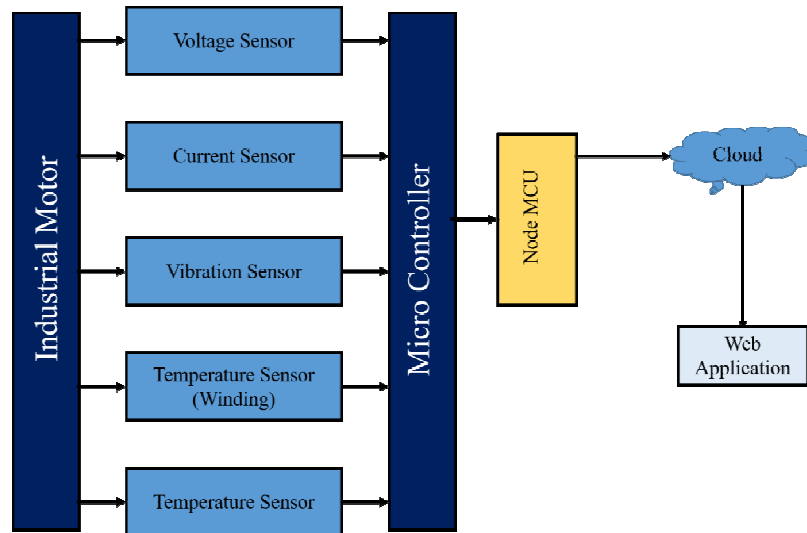 Industrial Motor
Voltage Sensor
Current Sensor
Vibration Sensor
Temperature Sensor
(Winding)
Temperature Sensor
Micro Controller
Node MCU
Cloud
Web
Application